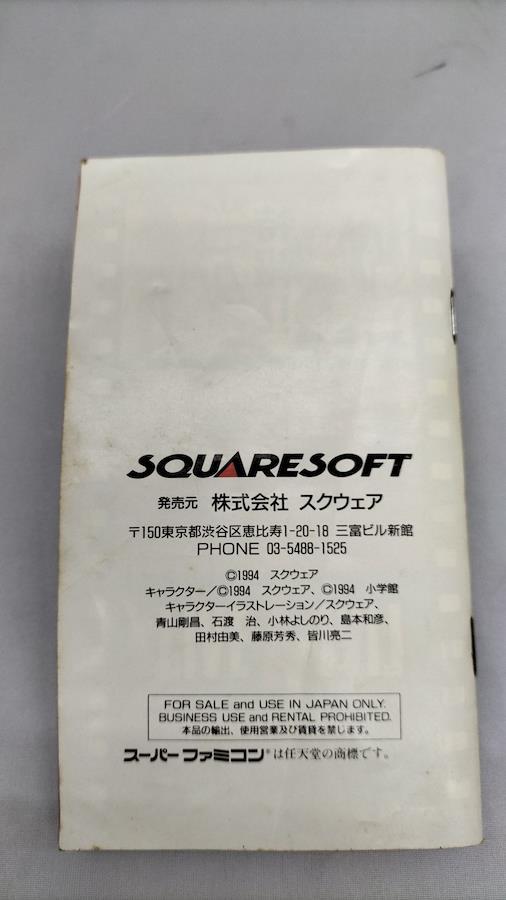 SQUARESOFT
発売元 株式会社 スクウェア
〒150東京都渋谷区恵比寿1-20-18 三富ビル新館
PHONE 03-5488-1525
©1994 スクウェア
キャラクター/©1994 スクウェア、©1994 小学館
キャラクターイラストレーション/スクウェア、
青山剛昌、石渡 治、小林よしのり、島本和彦、
田村由美、藤原芳秀、皆川亮二
FOR SALE and USE IN JAPAN ONLY.
BUSINESS USE and RENTAL PROHIBITED.
本品の輸出、使用営業及び賃貸を禁じます。
スーパーファミコン®は任天堂の商標です。